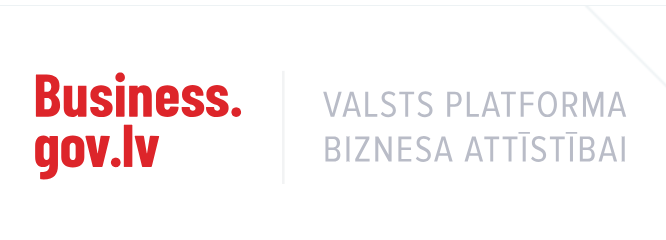 Business.
gov.lv
VALSTS PLATFORMA
BIZNESA ATTĪSTĪBAI